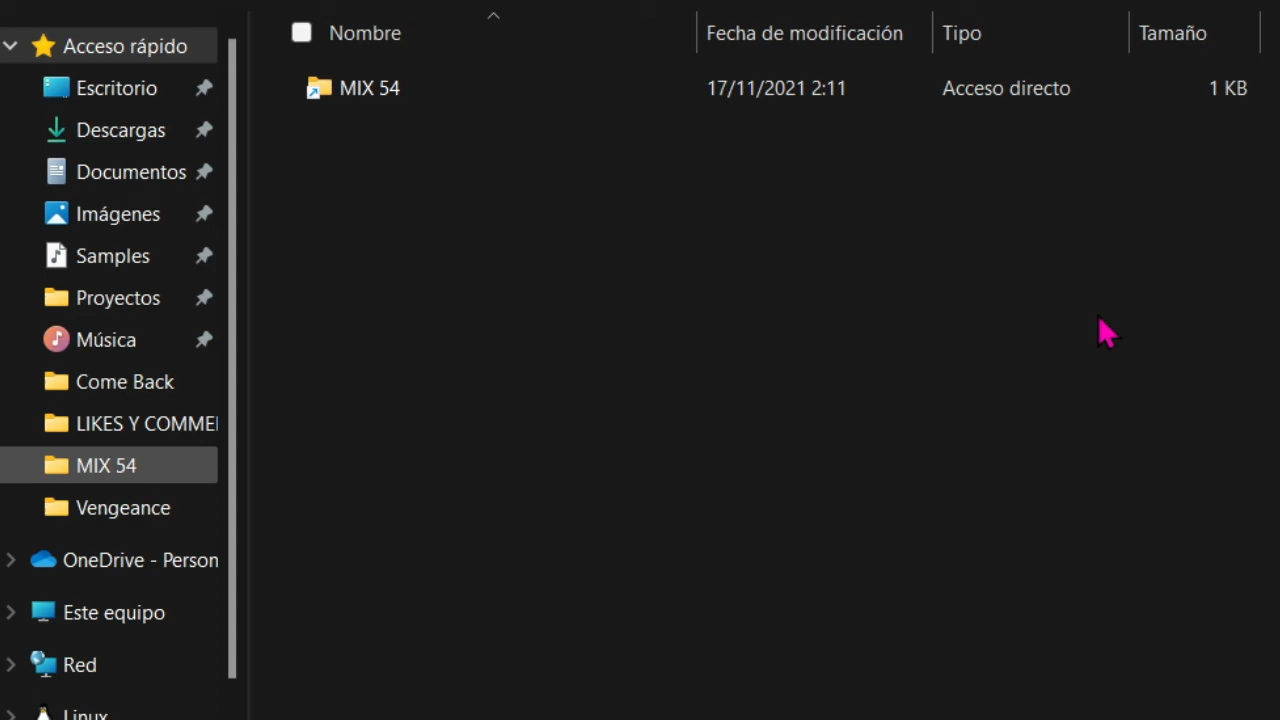 Nombre Fecha de modificación Tipo Tamaño
MIX 54 17/11/2021 2:11 Acceso directo 1 KB
Acceso rápido
Escritorio
Descargas
Documentos
Imágenes
Samples
Proyectos
Música
Come Back
LIKES Y COMME
MIX 54
Vengeance
OneDrive - Person
Este equipo
Red
Linux